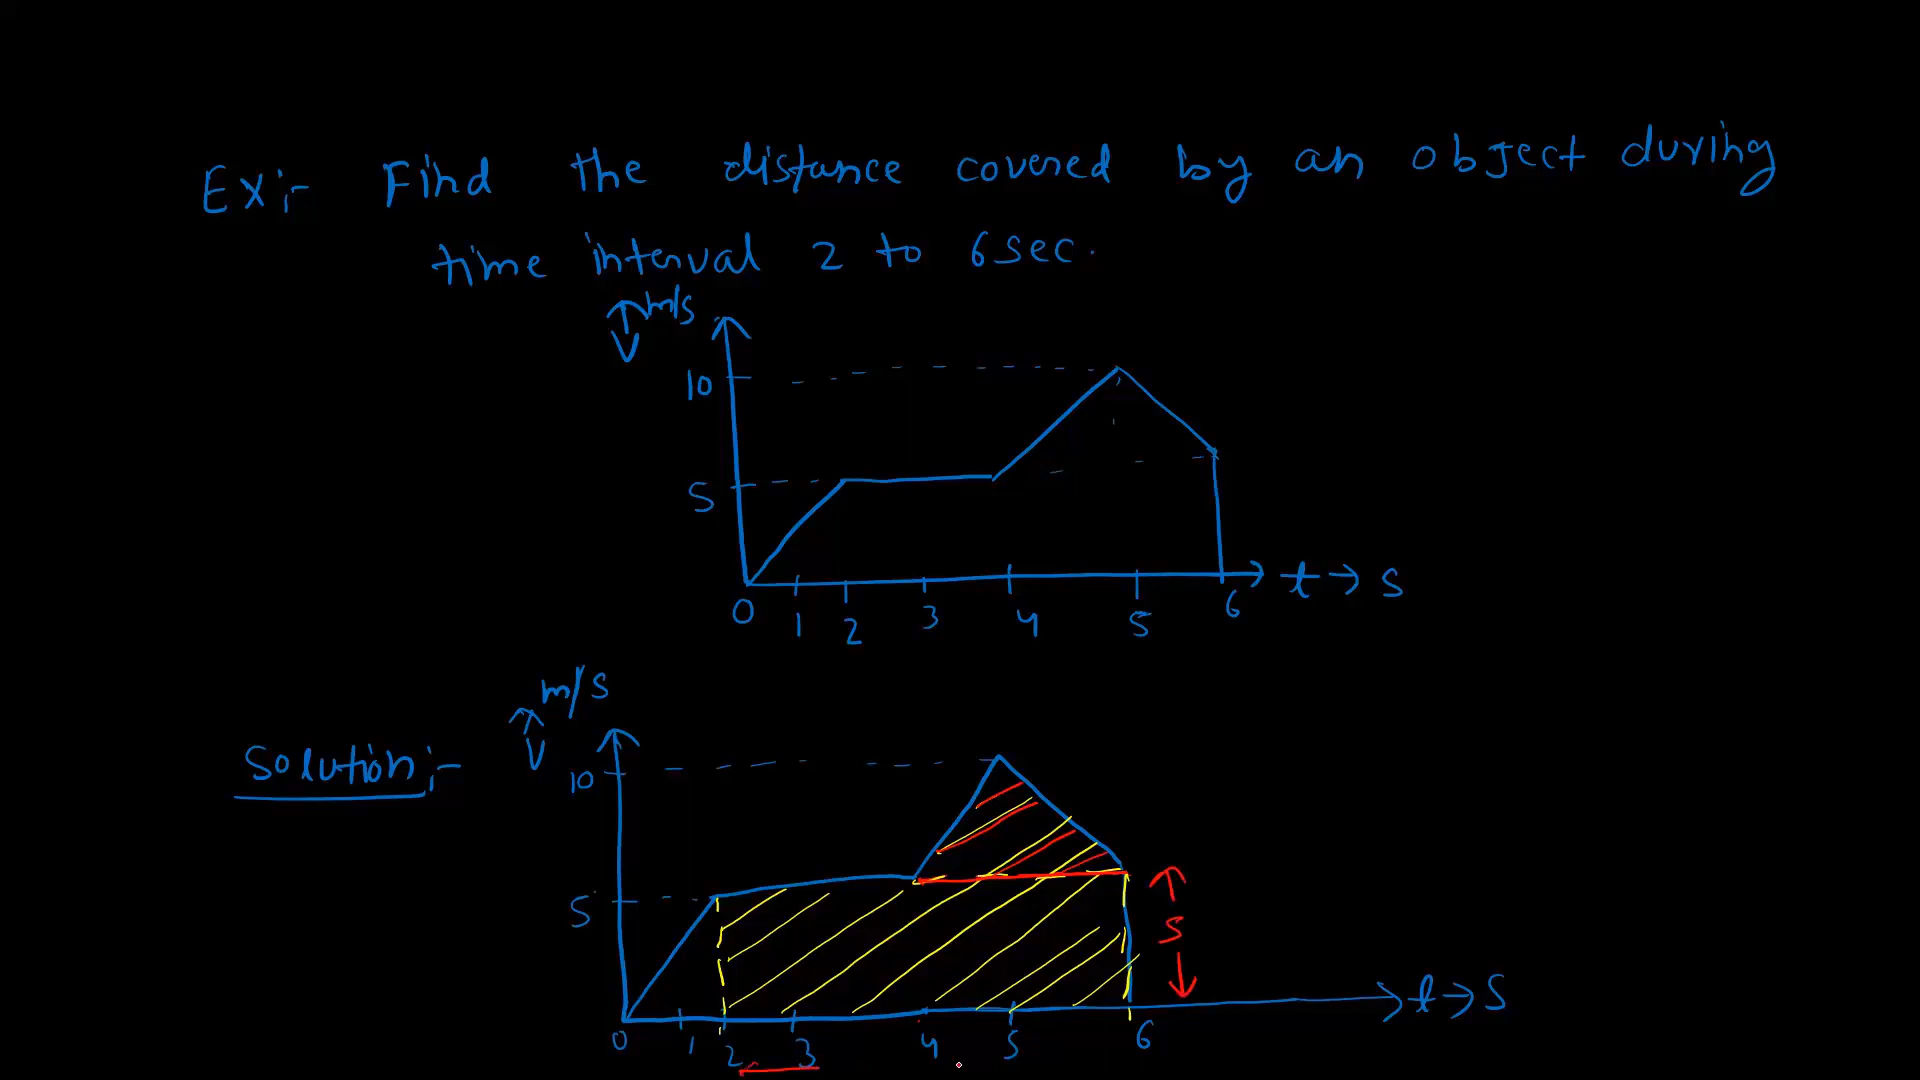 Ex:- Find the distance covered by an object during
time interval 2 to 6 sec.
m/s
V
10
5
0 1 2 3 4 5 6 t → s
m/s
Solution:- V
10
5
5
t → s
0 1 2 3 4 5 6